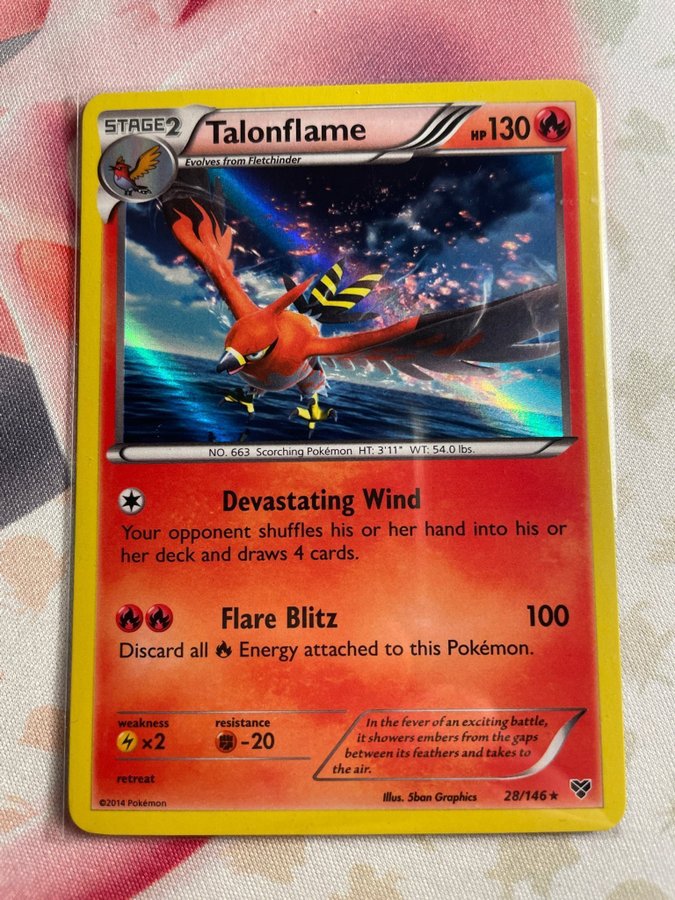 STAGE2 Talonflame HP 130
Evolves from Fletchinder
NO. 663 Scorching Pokémon HT: 3'11" WT: 54.0 lbs.
Devastating Wind
Your opponent shuffles his or her hand into his or
her deck and draws 4 cards.
Flare Blitz 100
Discard all Energy attached to this Pokémon.
weakness resistance
×2 -20
retreat
In the fever of an exciting battle,
it showers embers from the gaps
between its feathers and takes to
the air.
©2014 Pokémon Illus. 5ban Graphics 28/146 ★